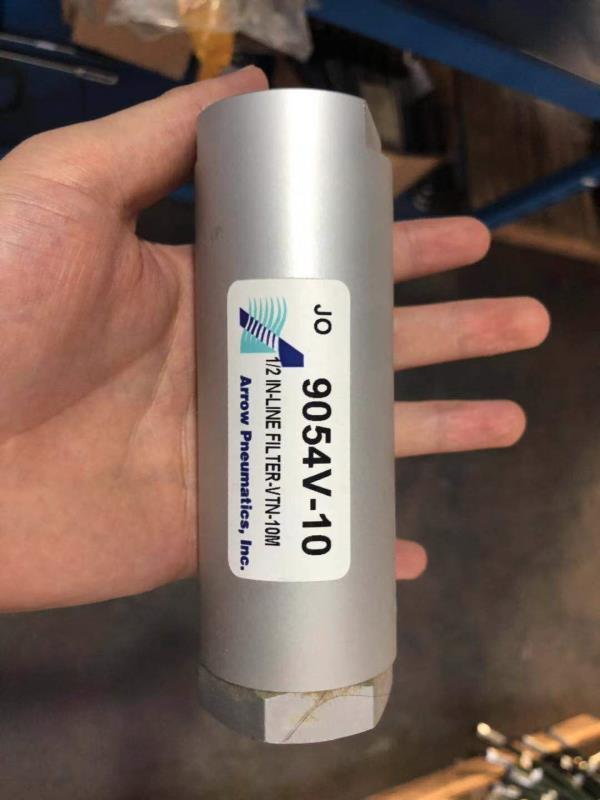 JO
9054V-10
1/2 IN-LINE FILTER-VTN-10M
Arrow Pneumatics, Inc.